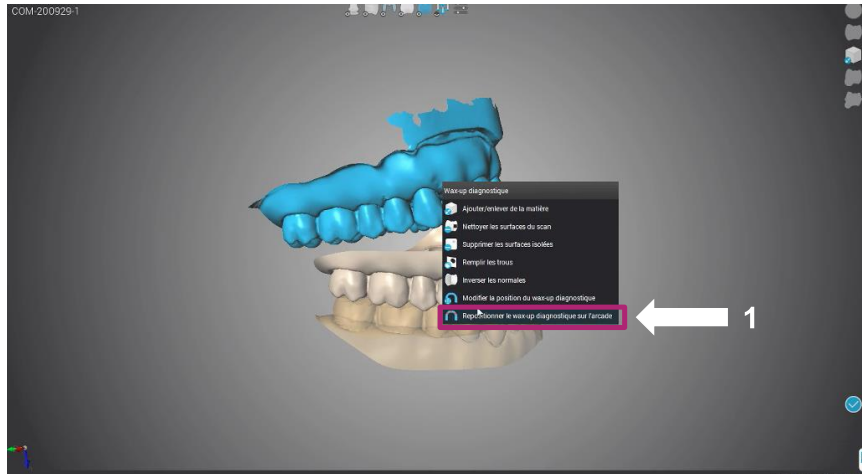 COM-200929-1
Wax-up diagnostique
Ajouter/enlever de la matière
Nettoyer les surfaces du scan
Supprimer les surfaces isolées
Remplir les trous
Inverser les normales
Modifier la position du wax-up diagnostique
Repositionner le wax-up diagnostique sur l'arcade
1